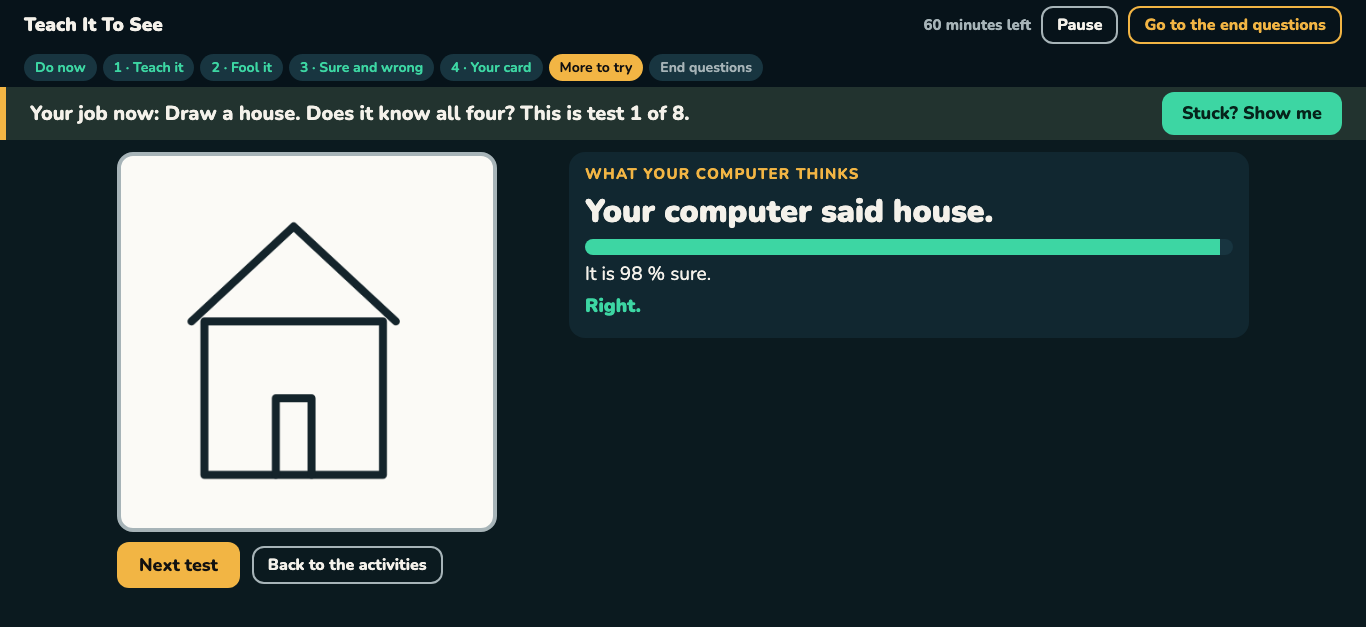 Teach It To See
60 minutes left
Pause
Go to the end questions
Do now
1 · Teach it
2 · Fool it
3 · Sure and wrong
4 · Your card
More to try
End questions
Your job now: Draw a house. Does it know all four? This is test 1 of 8.
Stuck? Show me
WHAT YOUR COMPUTER THINKS
Your computer said house.
It is 98 % sure.
Right.
Next test
Back to the activities